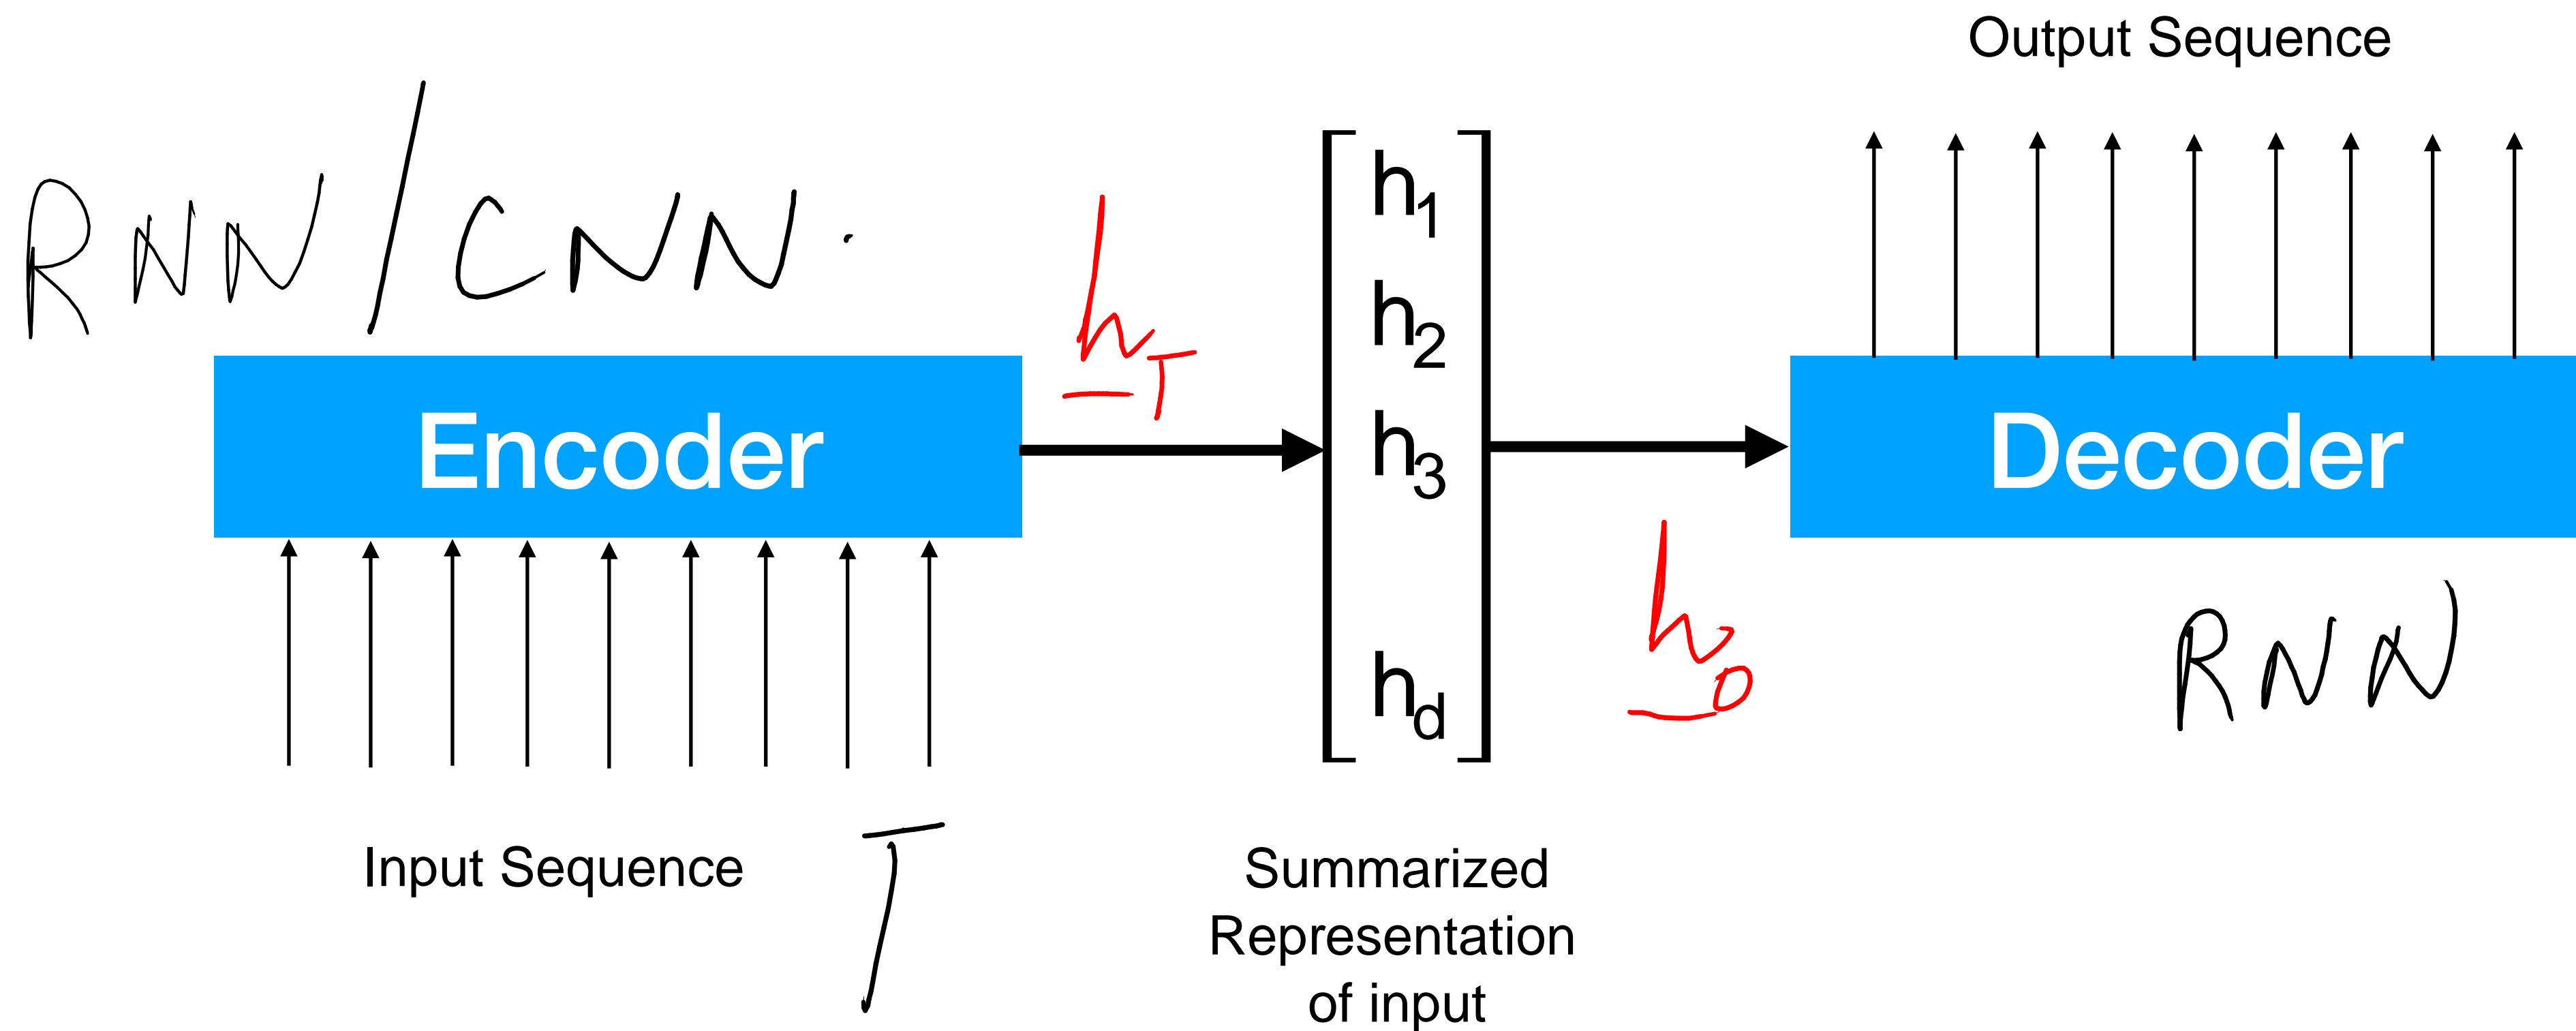 Output Sequence
RNN/CNN.
h_T
h1
h2
h3
hd
Encoder
Decoder
h_0
RNN
Input Sequence T
Summarized
Representation
of input